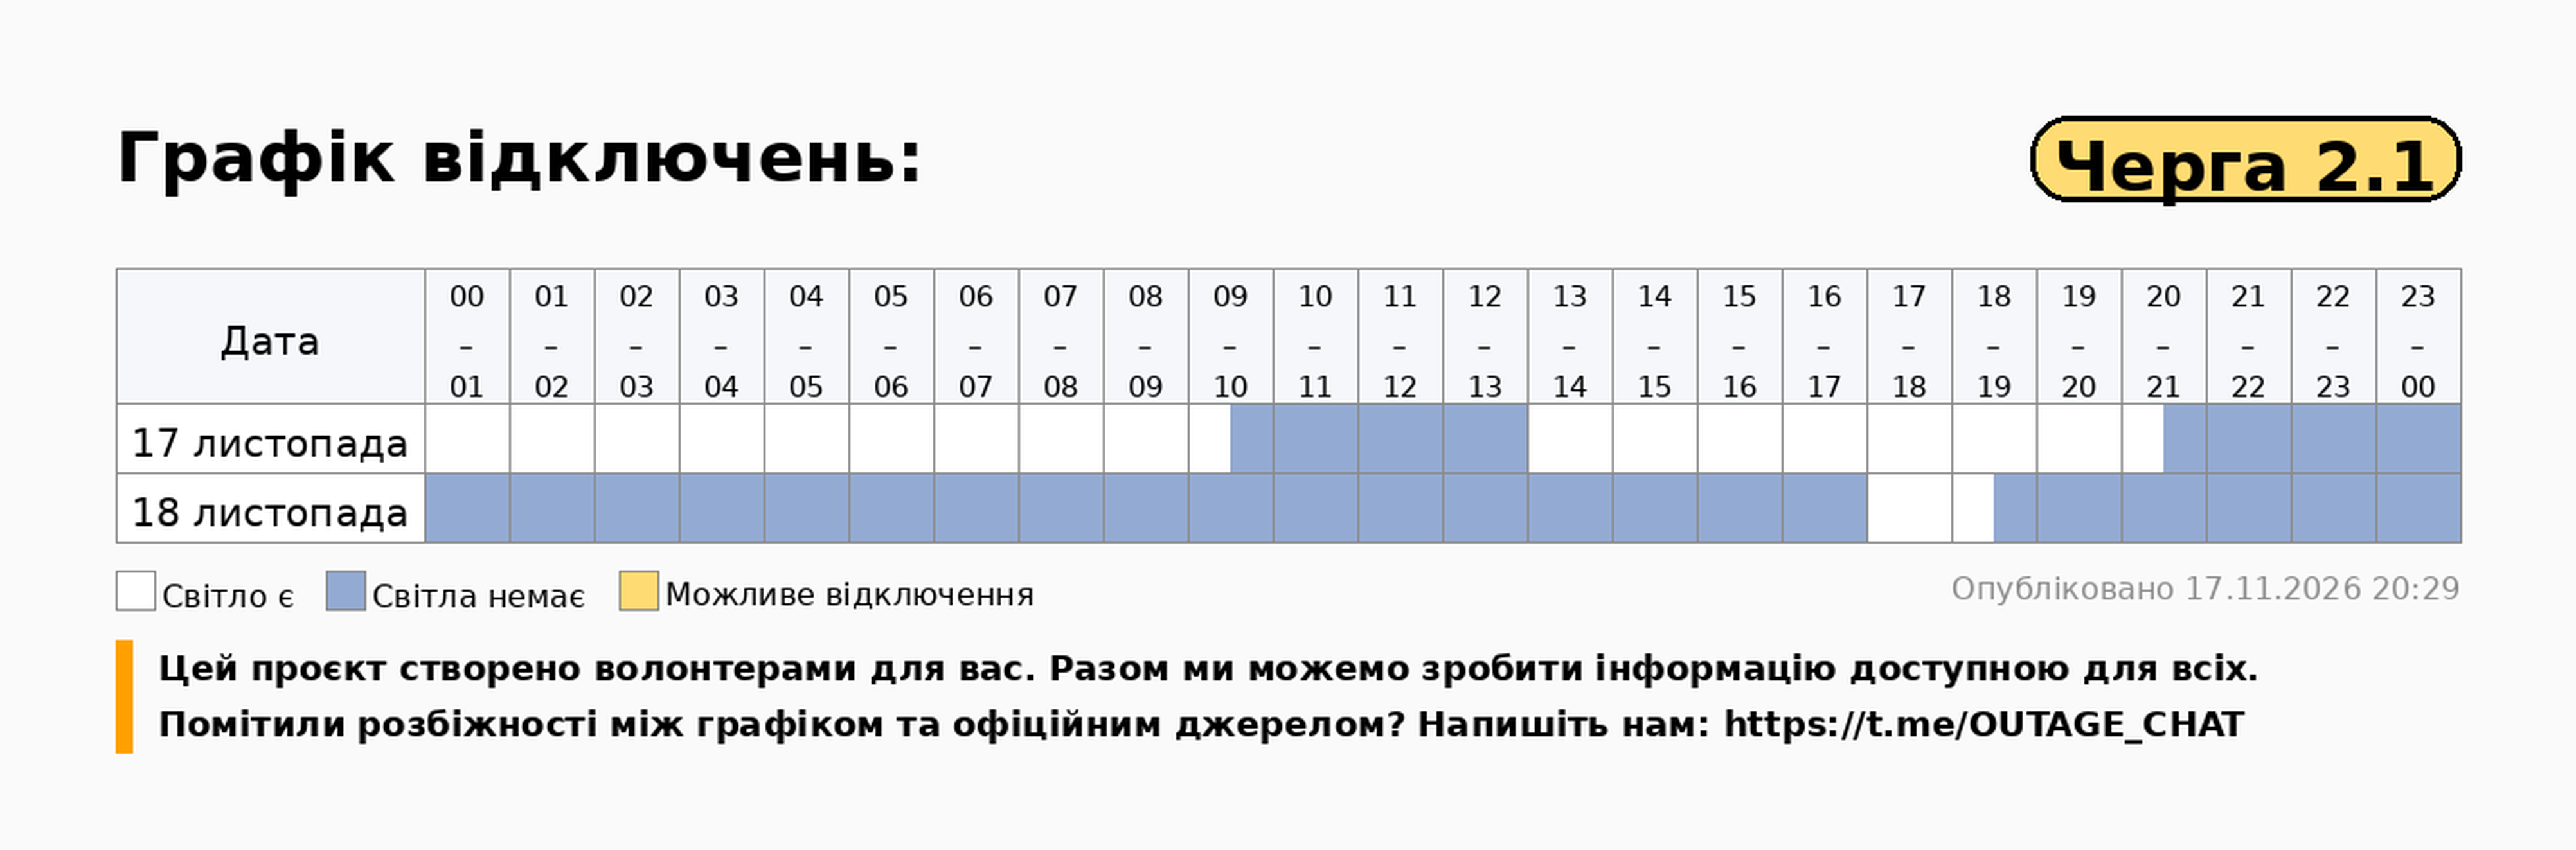 Графік відключень:
Черга 2.1
Дата 00 – 01 01 – 02 02 – 03 03 – 04 04 – 05 05 – 06 06 – 07 07 – 08 08 – 09 09 – 10 10 – 11 11 – 12 12 – 13 13 – 14 14 – 15 15 – 16 16 – 17 17 – 18 18 – 19 19 – 20 20 – 21 21 – 22 22 – 23 23 – 00
17 листопада
18 листопада
Світло є Світла немає Можливе відключення
Опубліковано 17.11.2026 20:29
Цей проєкт створено волонтерами для вас. Разом ми можемо зробити інформацію доступною для всіх.
Помітили розбіжності між графіком та офіційним джерелом? Напишіть нам: https://t.me/OUTAGE_CHAT